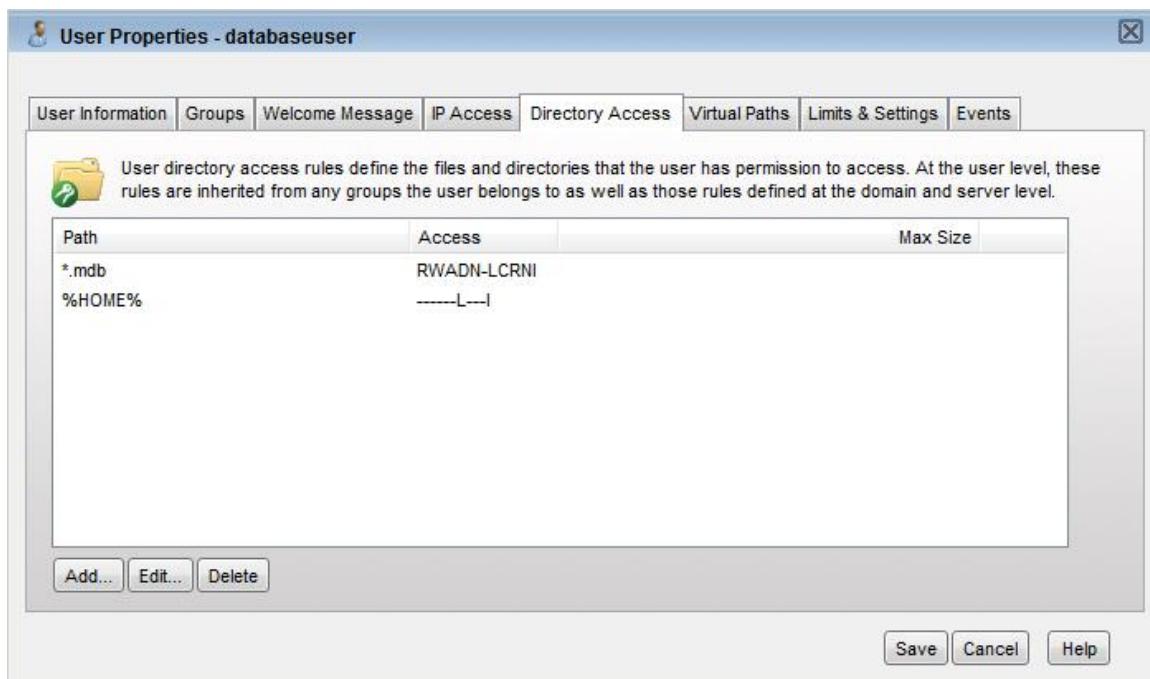 User Properties - databaseuser
User Information Groups Welcome Message IP Access Directory Access Virtual Paths Limits & Settings Events
User directory access rules define the files and directories that the user has permission to access. At the user level, these
rules are inherited from any groups the user belongs to as well as those rules defined at the domain and server level.
Path Access Max Size
*.mdb RWADN-LCRNI
%HOME% ------L---I
Add... Edit... Delete
Save Cancel Help